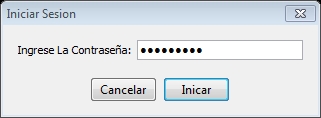 Iniciar Sesion
Ingrese La Contraseña: •••••••••
Cancelar Inicar